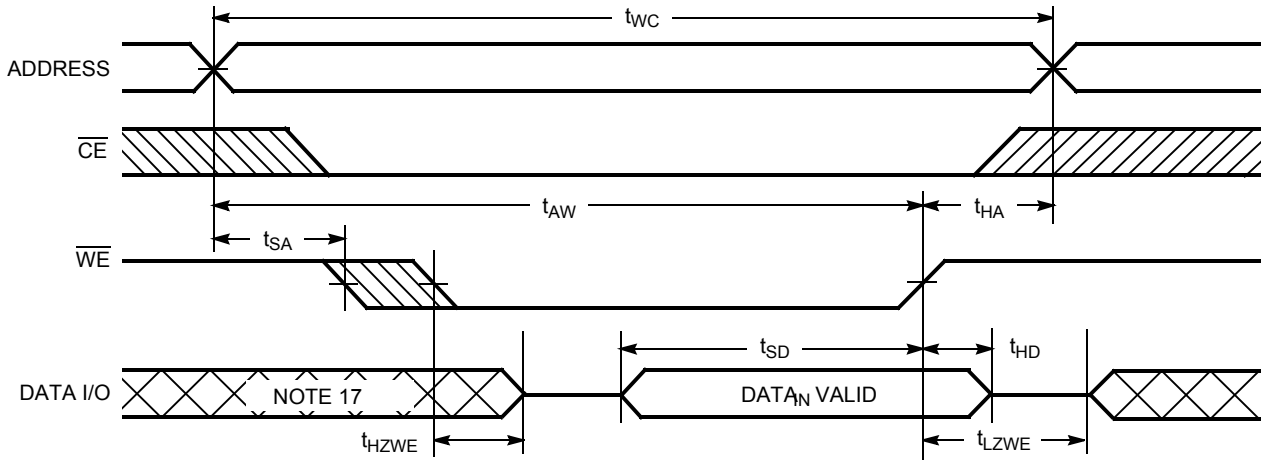 tWC
ADDRESS
CE
tAW
tHA
tSA
WE
tSD
tHD
DATA I/O
NOTE 17
DATAIN VALID
tHZWE
tLZWE